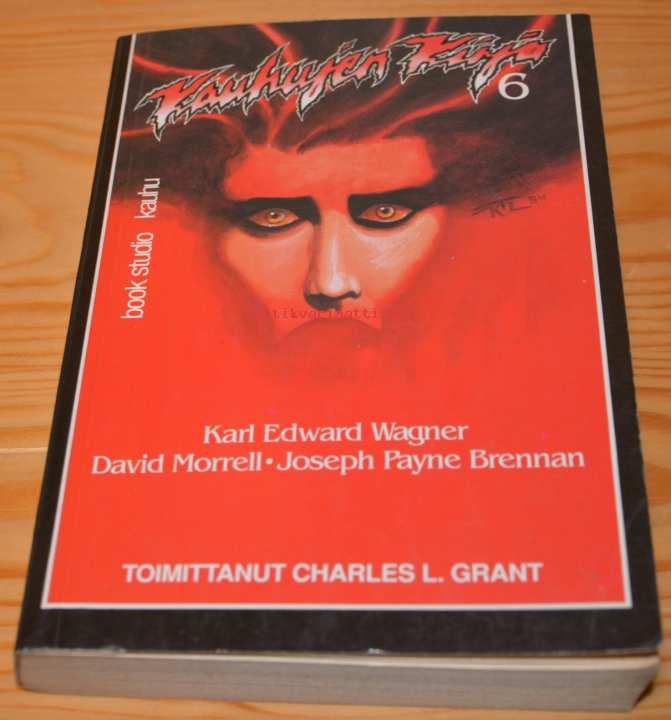 Kauhujen Kirja
6
book studio kauhu
Karl Edward Wagner
David Morrell • Joseph Payne Brennan
TOIMITTANUT CHARLES L. GRANT